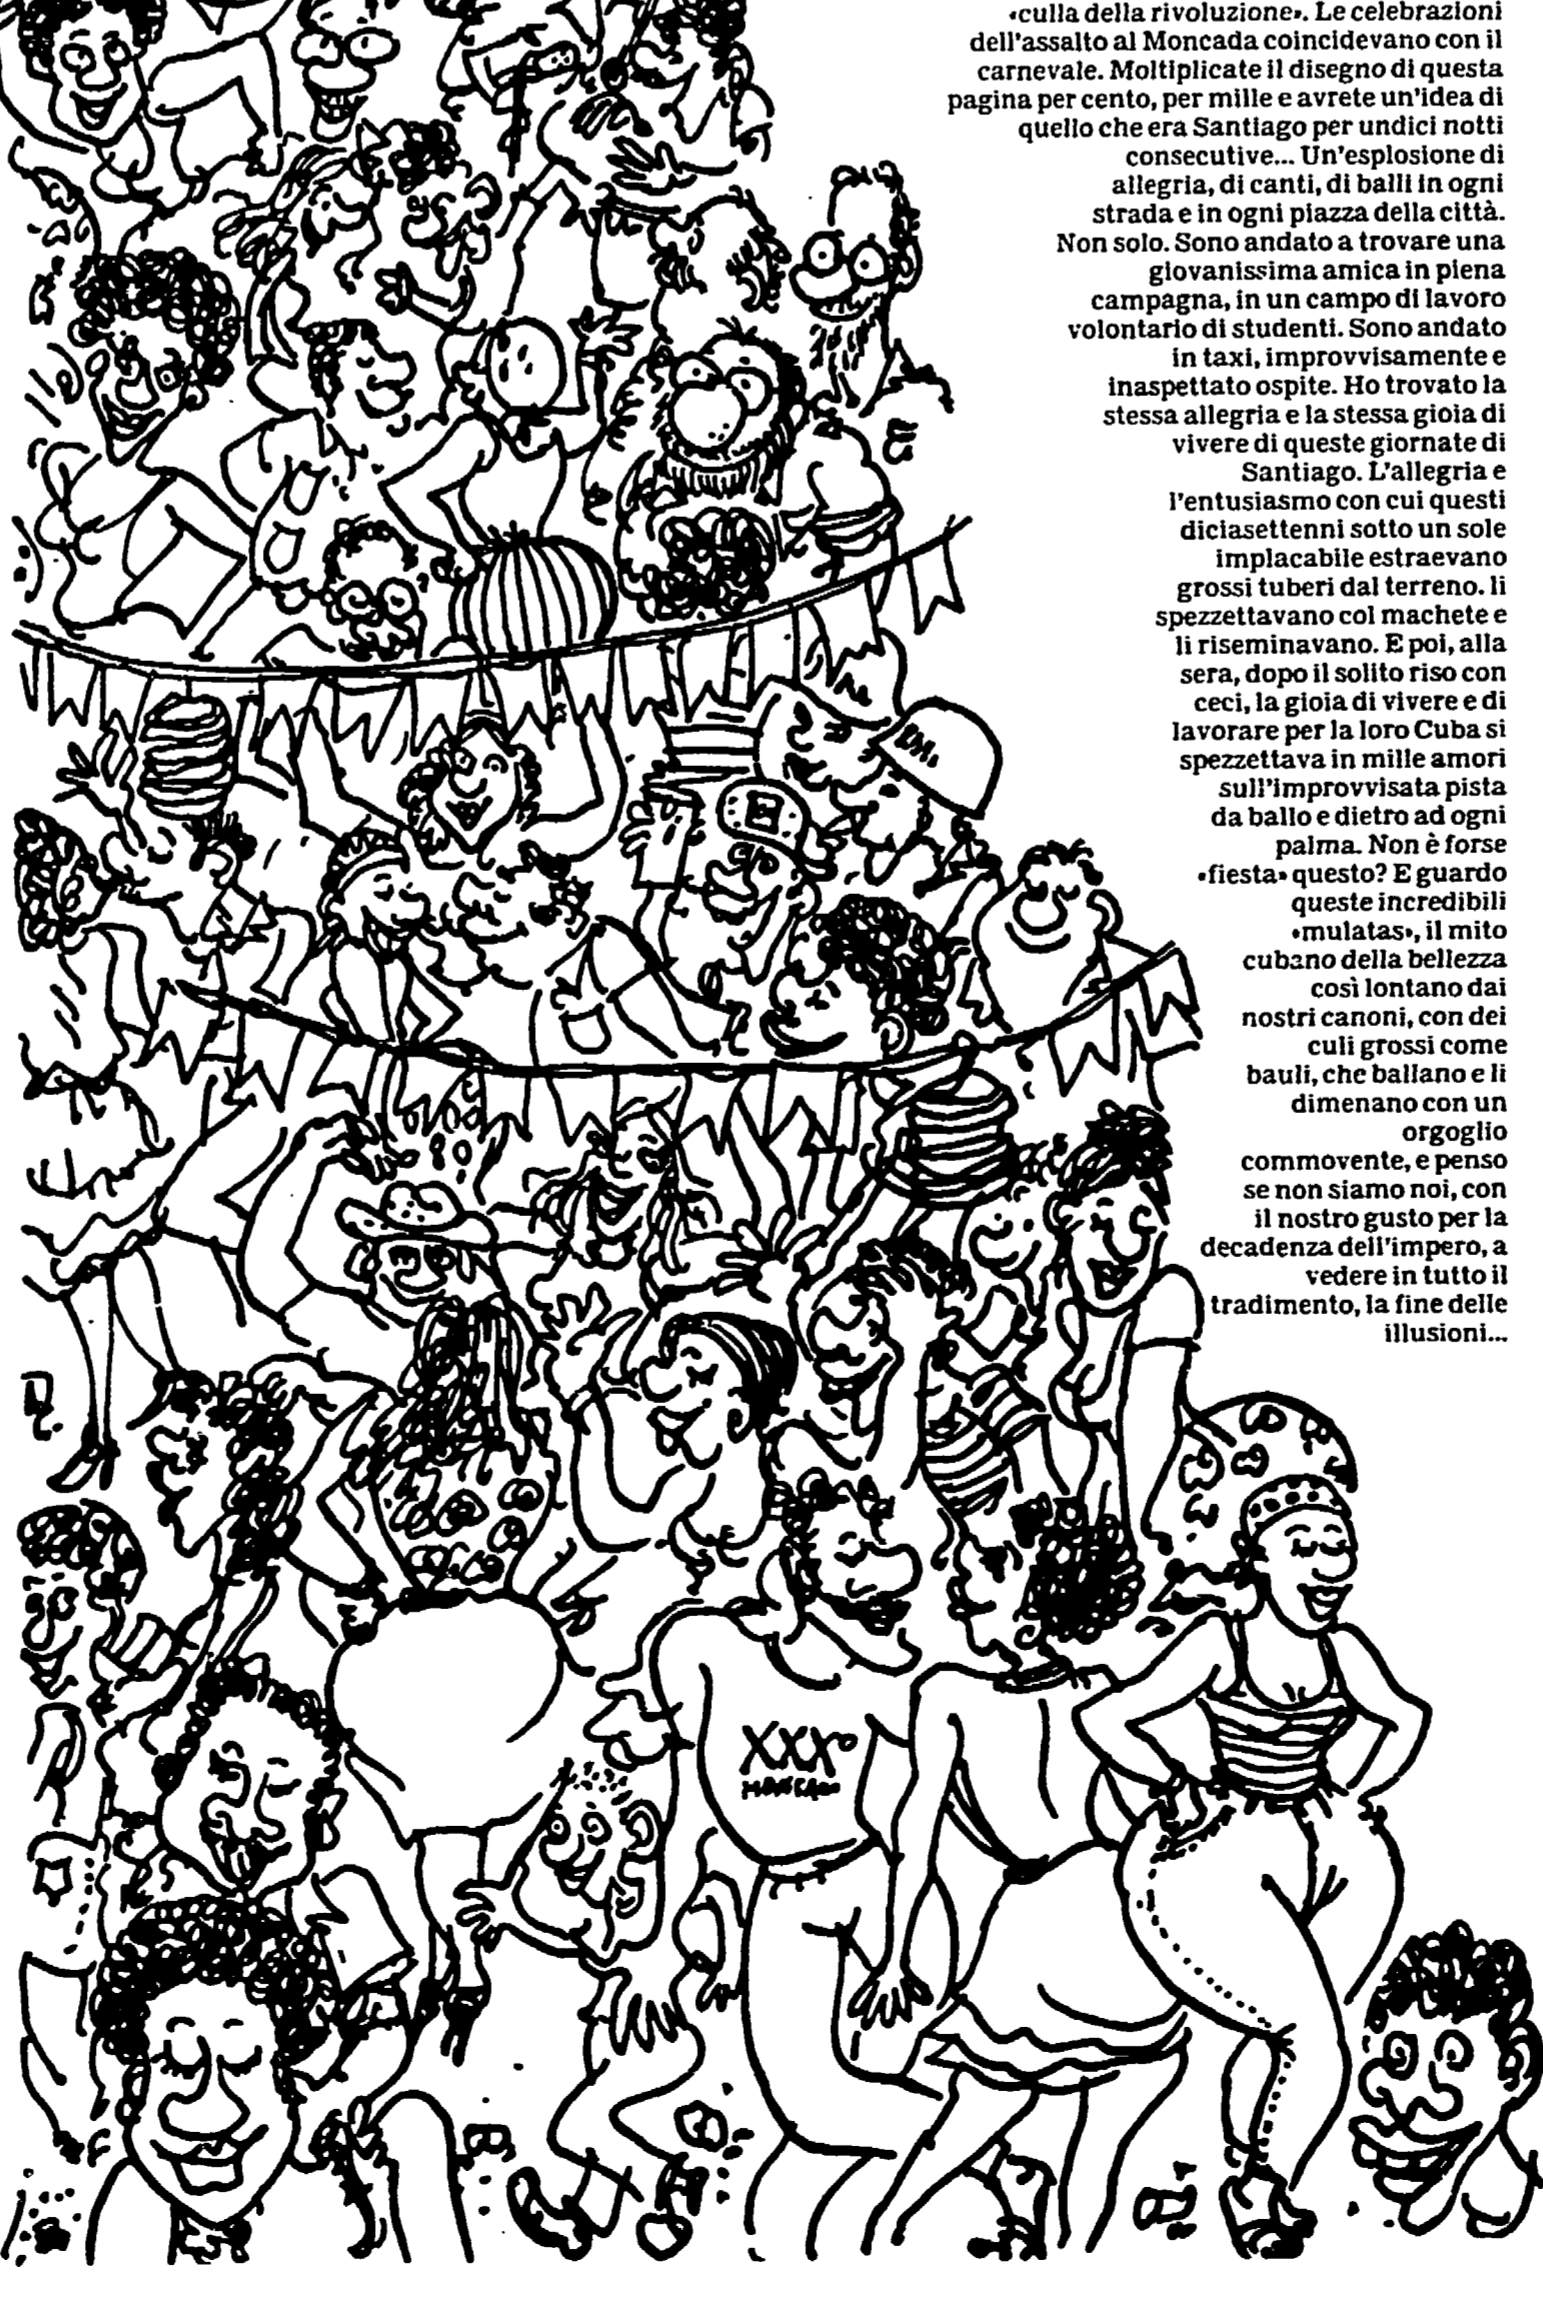 «culla della rivoluzione». Le celebrazioni
dell'assalto al Moncada coincidevano con il
carnevale. Moltiplicate il disegno di questa
pagina per cento, per mille e avrete un'idea di
quello che era Santiago per undici notti
consecutive... Un'esplosione di
allegria, di canti, di balli in ogni
strada e in ogni piazza della città.
Non solo. Sono andato a trovare una
giovanissima amica in piena
campagna, in un campo di lavoro
volontario di studenti. Sono andato
in taxi, improvvisamente e
inaspettato ospite. Ho trovato la
stessa allegria e la stessa gioia di
vivere di queste giornate di
Santiago. L'allegria e
l'entusiasmo con cui questi
diciasettenni sotto un sole
implacabile estraevano
grossi tuberi dal terreno. li
spezzettavano col machete e
li riseminavano. E poi, alla
sera, dopo il solito riso con
ceci, la gioia di vivere e di
lavorare per la loro Cuba si
spezzettava in mille amori
sull'improvvisata pista
da ballo e dietro ad ogni
palma. Non è forse
«fiesta» questo? E guardo
queste incredibili
«mulatas», il mito
cubano della bellezza
così lontano dai
nostri canoni, con dei
culi grossi come
bauli, che ballano e li
dimenano con un
orgoglio
commovente, e penso
se non siamo noi, con
il nostro gusto per la
decadenza dell'impero, a
vedere in tutto il
tradimento, la fine delle
illusioni...
XXX°